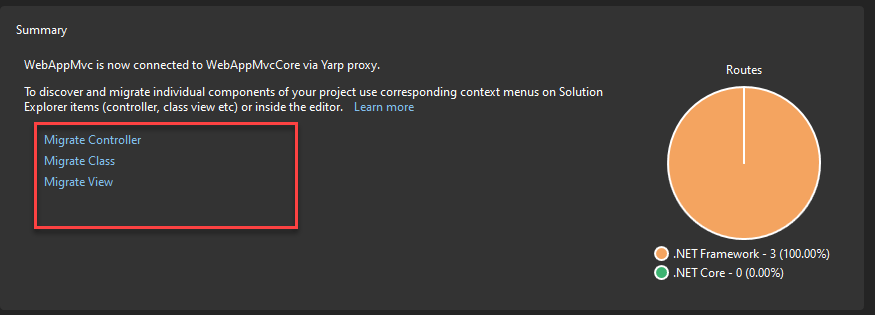 Summary
WebAppMvc is now connected to WebAppMvcCore via Yarp proxy.
To discover and migrate individual components of your project use corresponding context menus on Solution
Explorer items (controller, class view etc) or inside the editor. Learn more
Migrate Controller
Migrate Class
Migrate View
Routes
.NET Framework - 3 (100.00%)
.NET Core - 0 (0.00%)